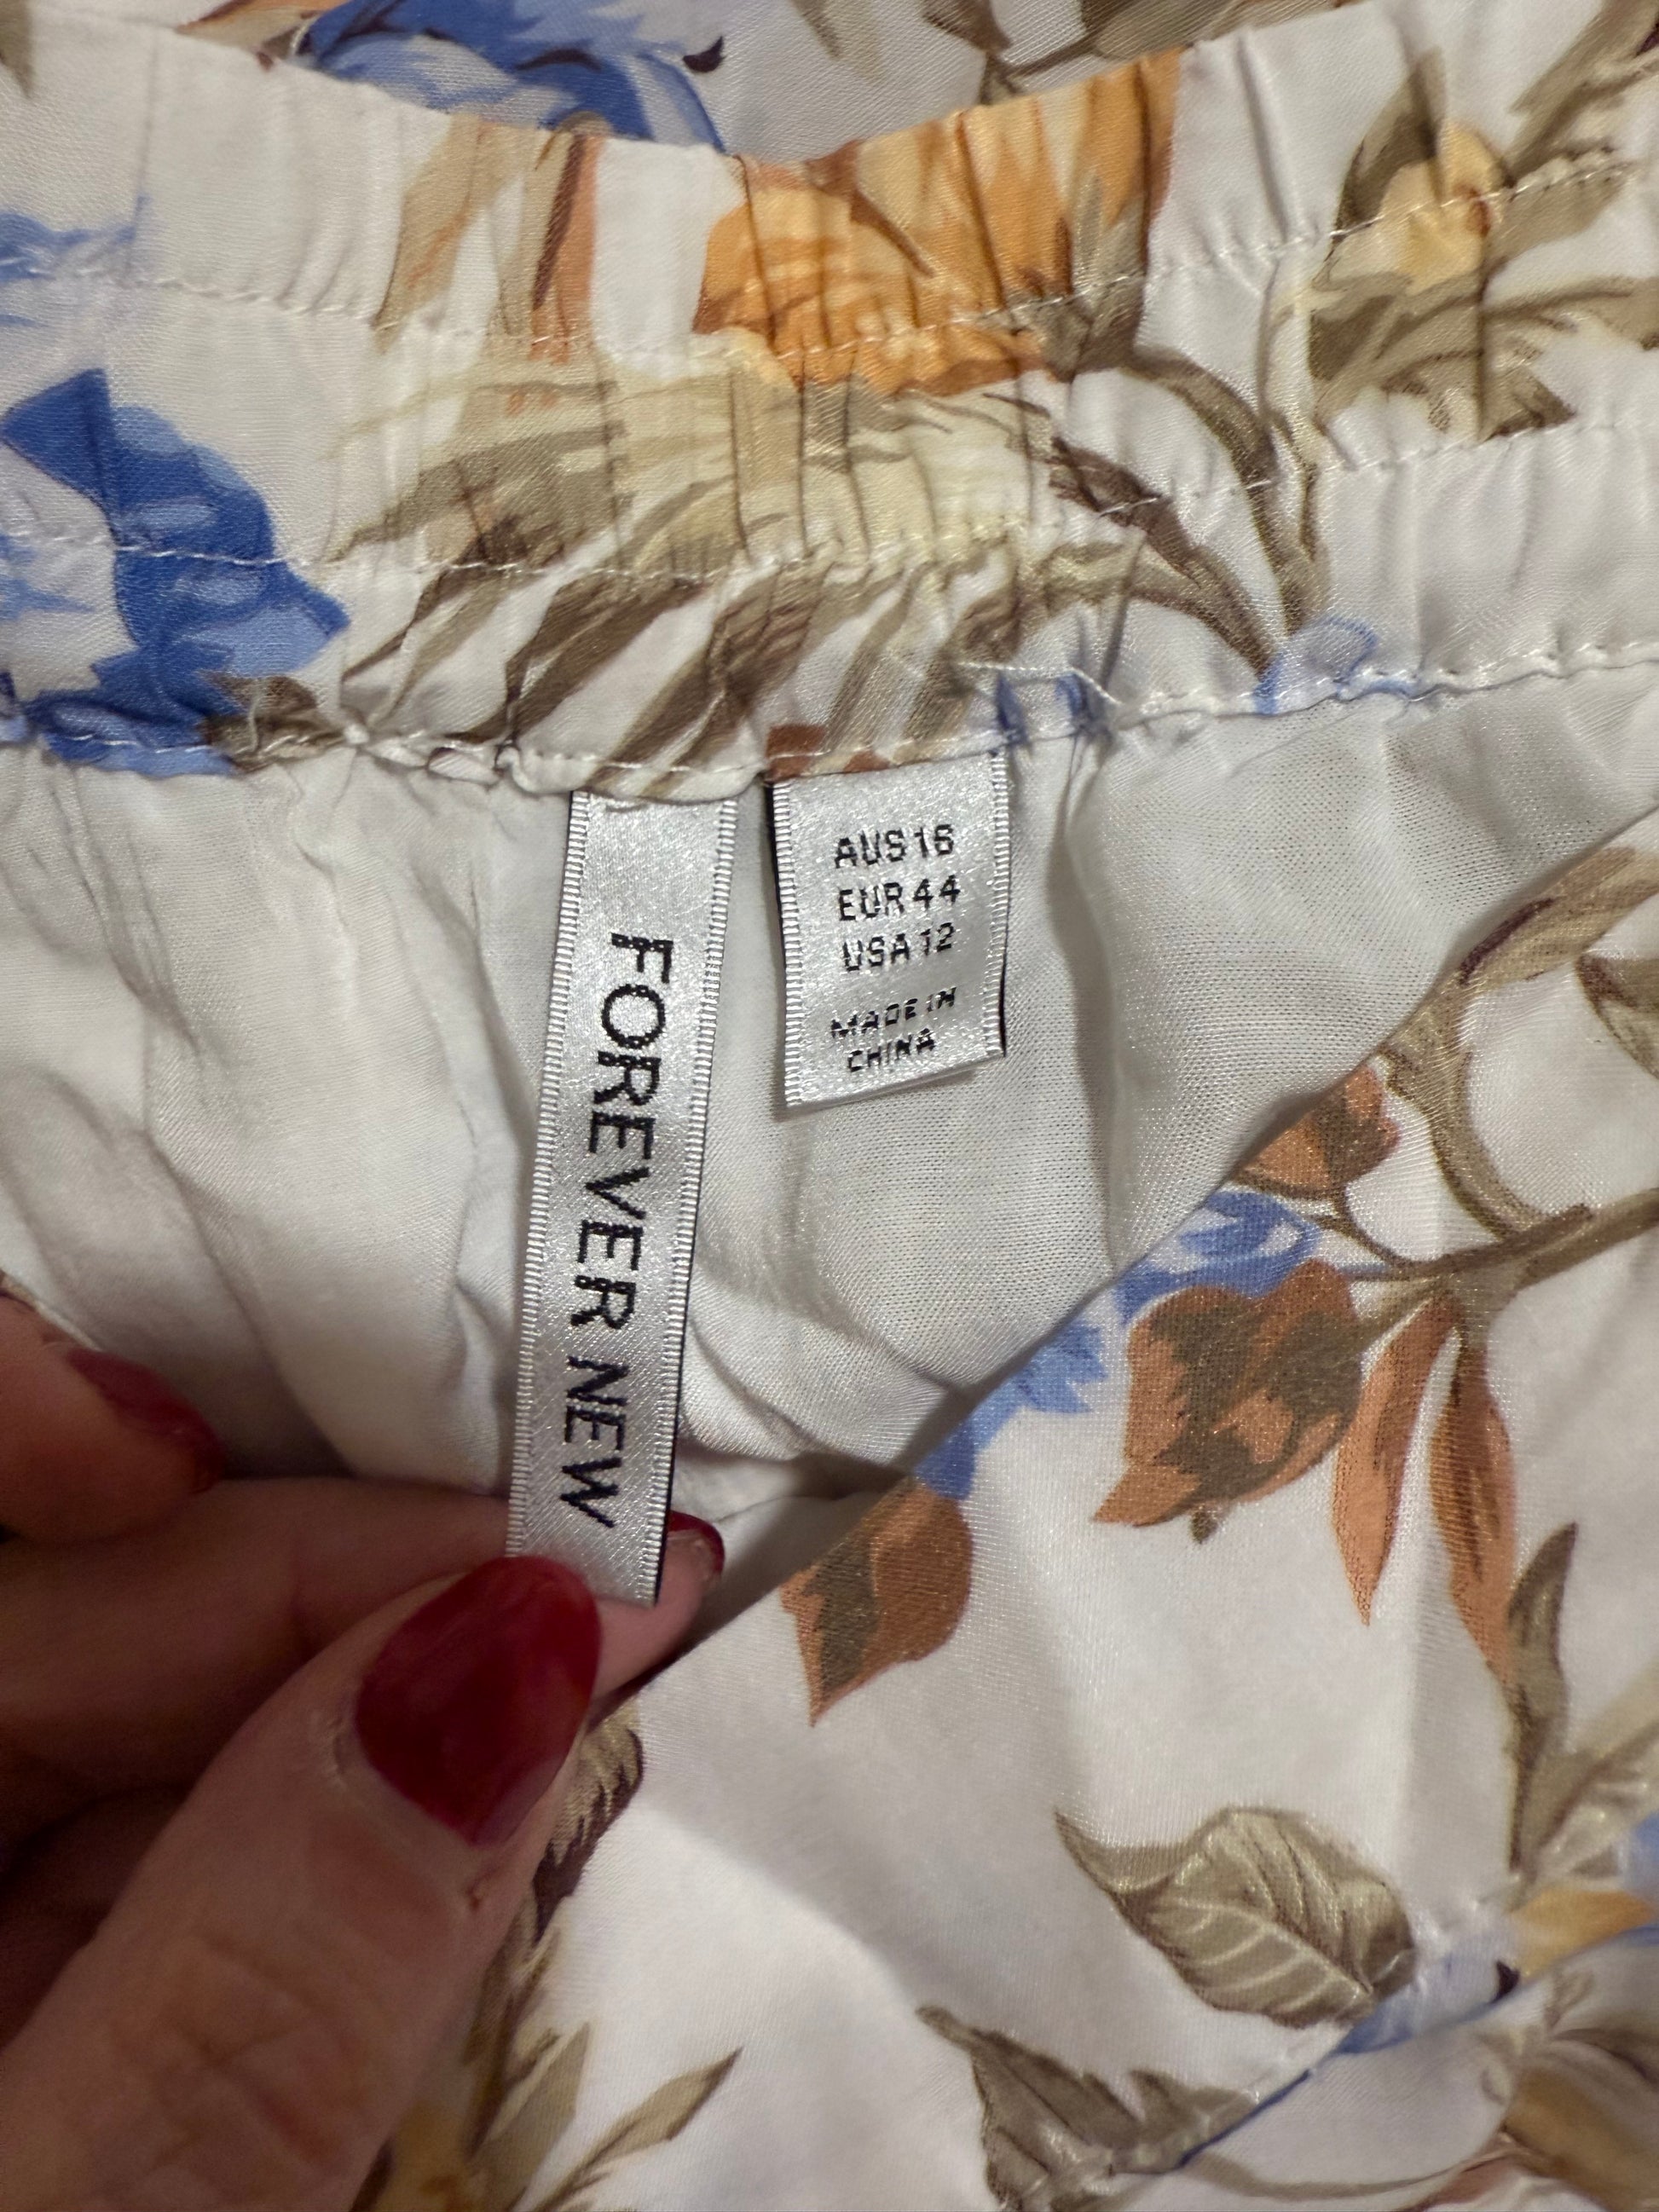 FOREVER NEW
AUS 16
EUR 44
USA 12
MADE IN
CHINA